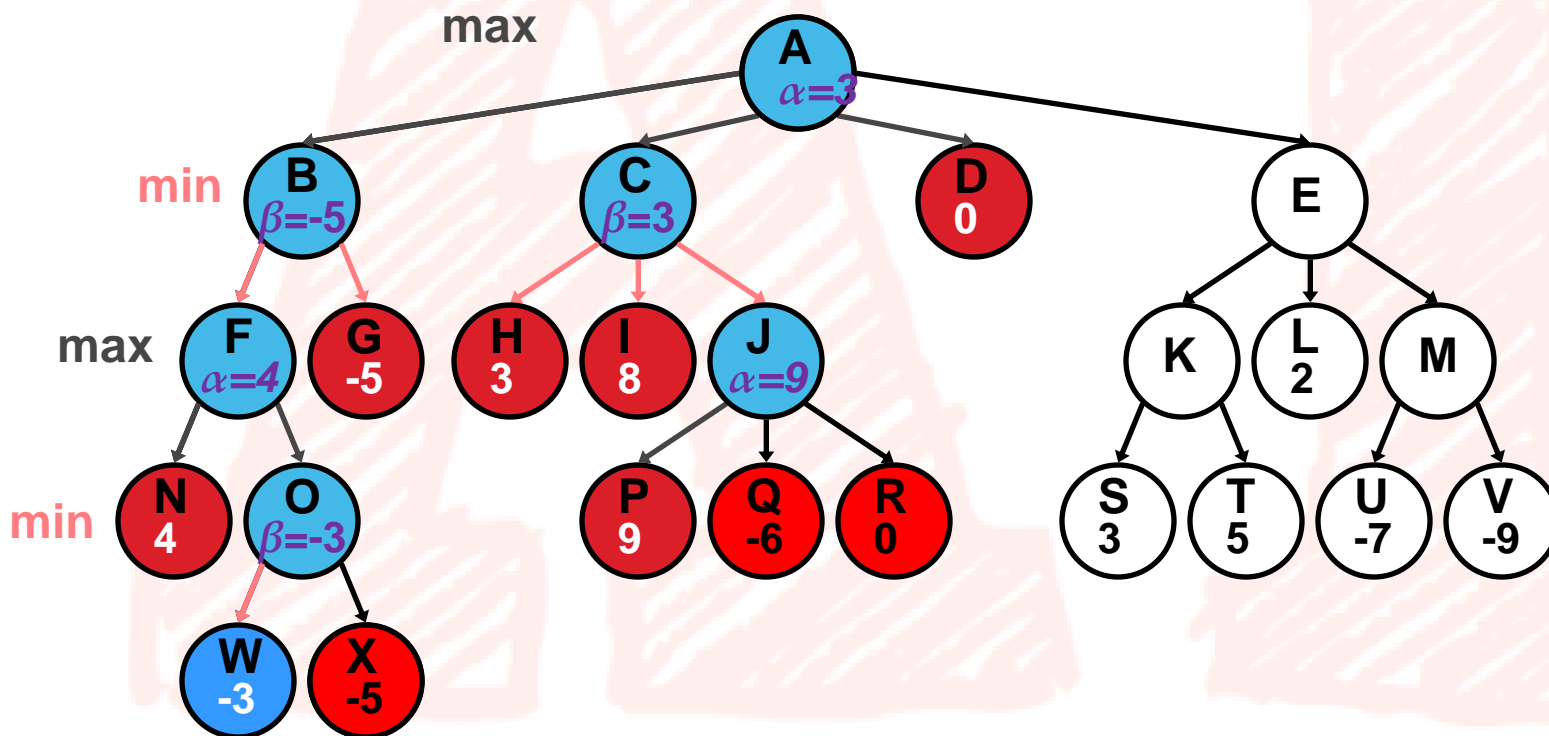 max
A
α=3
min
B
β=-5
C
β=3
D
0
E
max
F
α=4
G
-5
H
3
I
8
J
α=9
K
L
2
M
min
N
4
O
β=-3
P
9
Q
-6
R
0
S
3
T
5
U
-7
V
-9
W
-3
X
-5